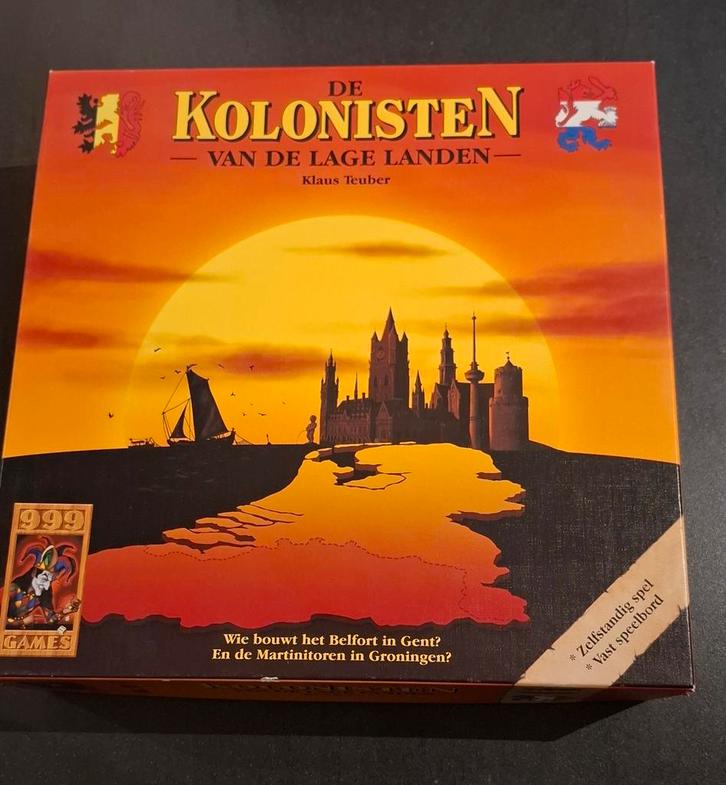 DE
KOLONISTEN
VAN DE LAGE LANDEN
Klaus Teuber
999
GAMES
Wie bouwt het Belfort in Gent?
En de Martinitoren in Groningen?
* Zelfstandig spel
* Vast speelbord